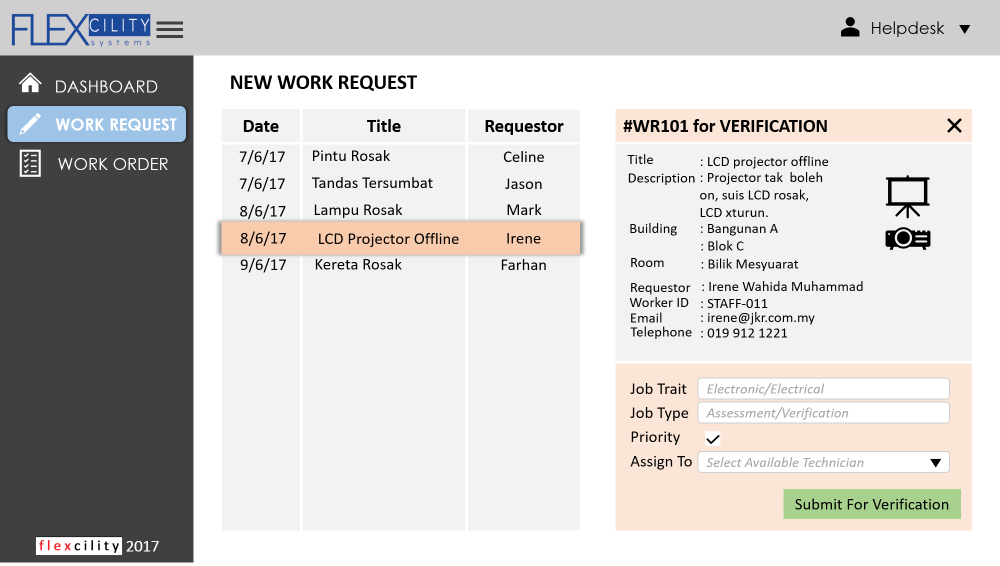 FLEXCILITY
systems
Helpdesk
DASHBOARD
WORK REQUEST
WORK ORDER
flexcility 2017
NEW WORK REQUEST
Date Title Requestor
7/6/17 Pintu Rosak Celine
7/6/17 Tandas Tersumbat Jason
8/6/17 Lampu Rosak Mark
8/6/17 LCD Projector Offline Irene
9/6/17 Kereta Rosak Farhan
#WR101 for VERIFICATION
Title : LCD projector offline
Description : Projector tak boleh
on, suis LCD rosak,
LCD xturun.
Building : Bangunan A
: Blok C
Room : Bilik Mesyuarat
Requestor : Irene Wahida Muhammad
Worker ID : STAFF-011
Email : irene@jkr.com.my
Telephone : 019 912 1221
Job Trait Electronic/Electrical
Job Type Assessment/Verification
Priority
Assign To Select Available Technician
Submit For Verification